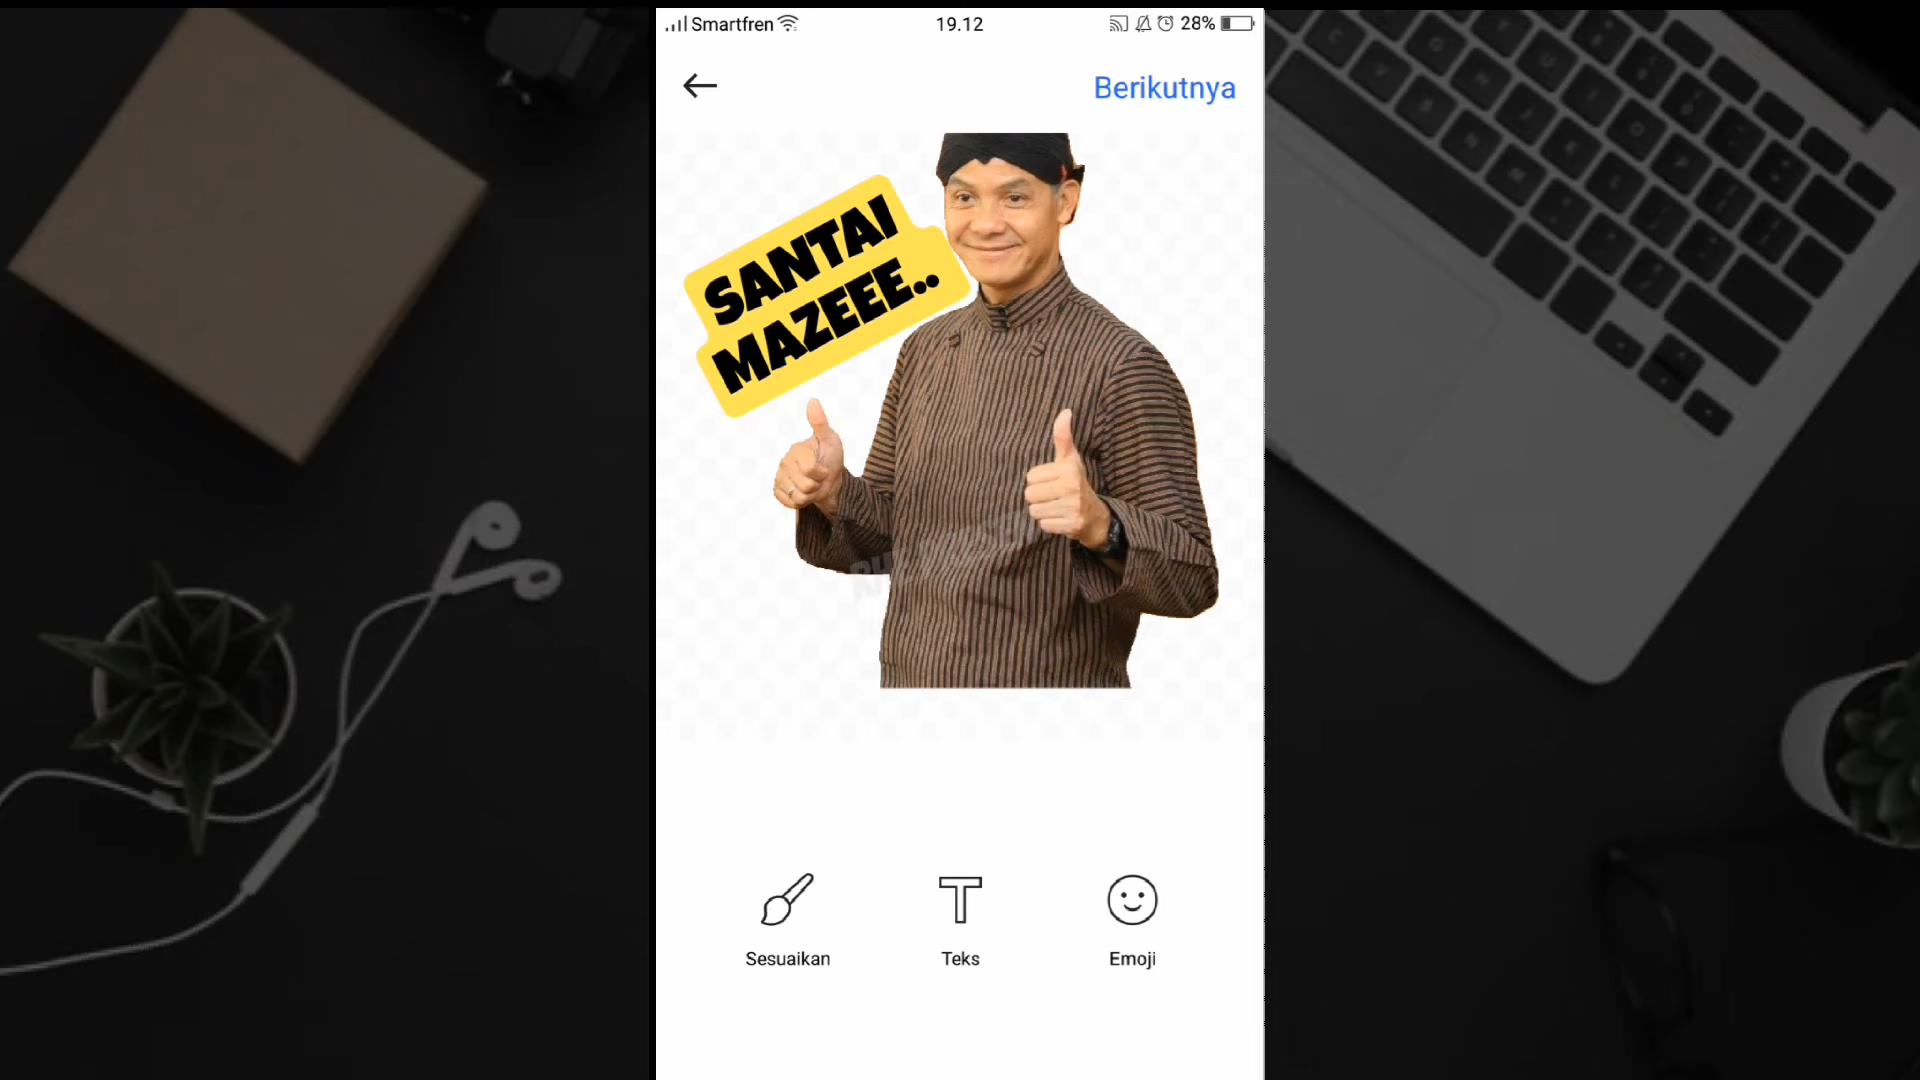 Smartfren
19.12
28%
Berikutnya
SANTAI
MAZEEE..
Sesuaikan
Teks
Emoji